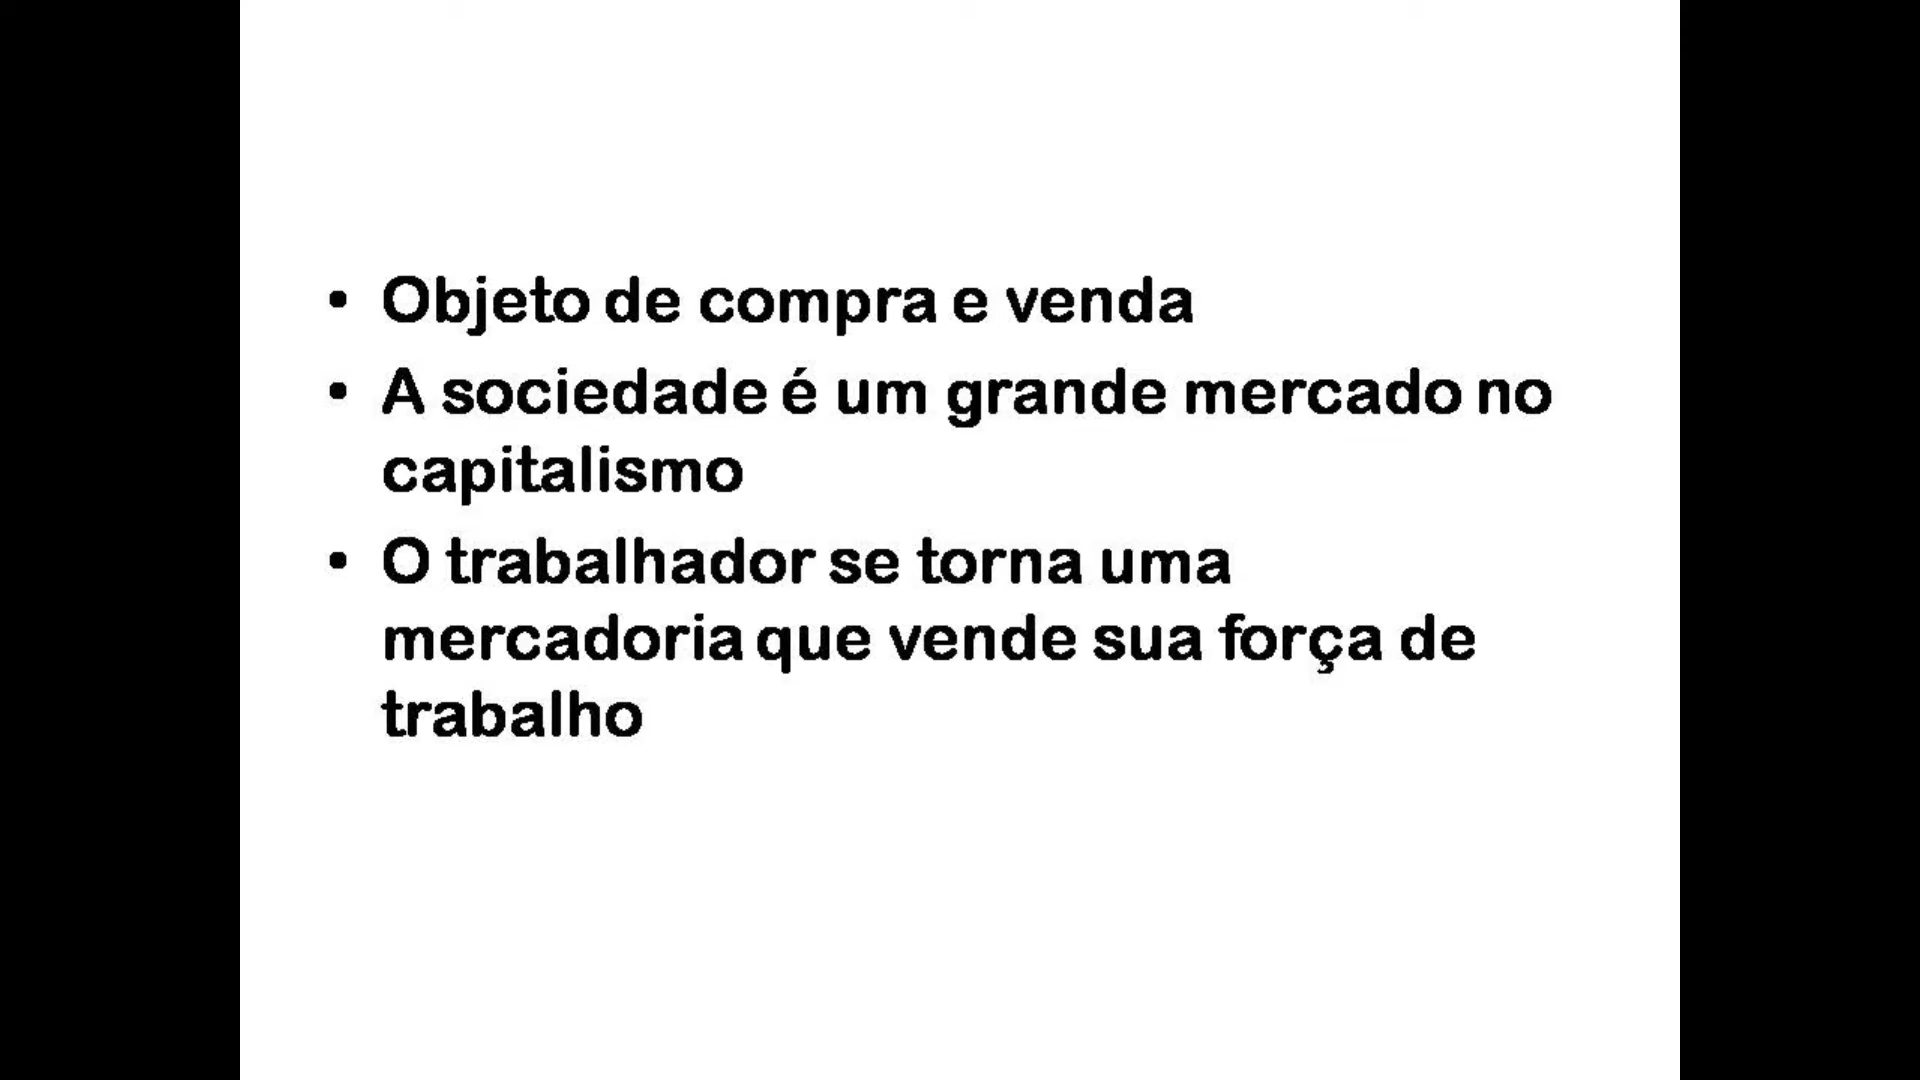 • Objeto de compra e venda
• A sociedade é um grande mercado no
capitalismo
• O trabalhador se torna uma
mercadoria que vende sua força de
trabalho